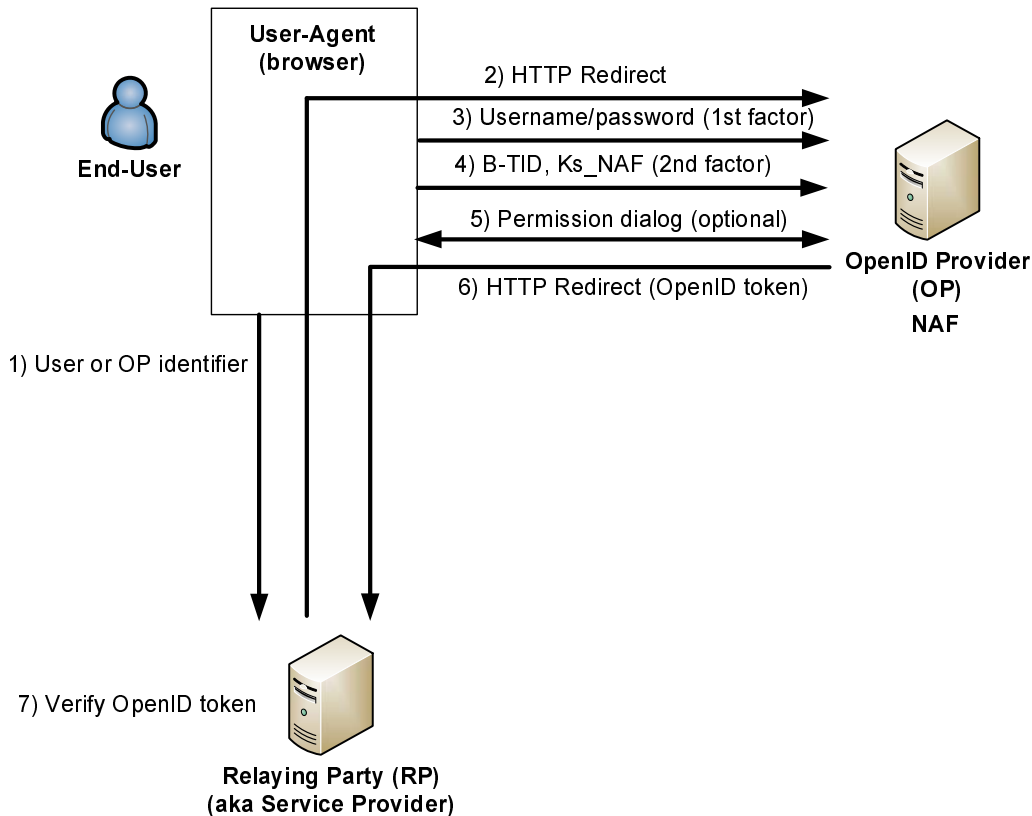 User-Agent
(browser)
End-User
2) HTTP Redirect
3) Username/password (1st factor)
4) B-TID, Ks_NAF (2nd factor)
5) Permission dialog (optional)
6) HTTP Redirect (OpenID token)
OpenID Provider
(OP)
NAF
1) User or OP identifier
7) Verify OpenID token
Relaying Party (RP)
(aka Service Provider)